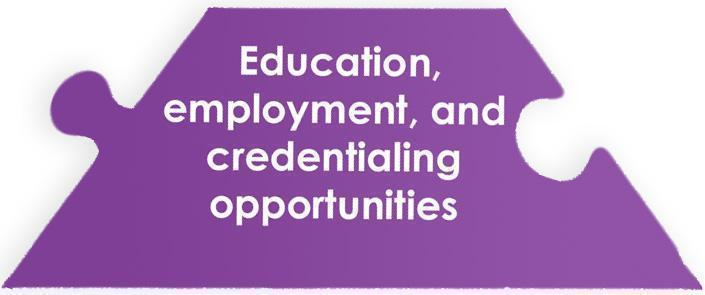 Education,
employment, and
credentialing
opportunities